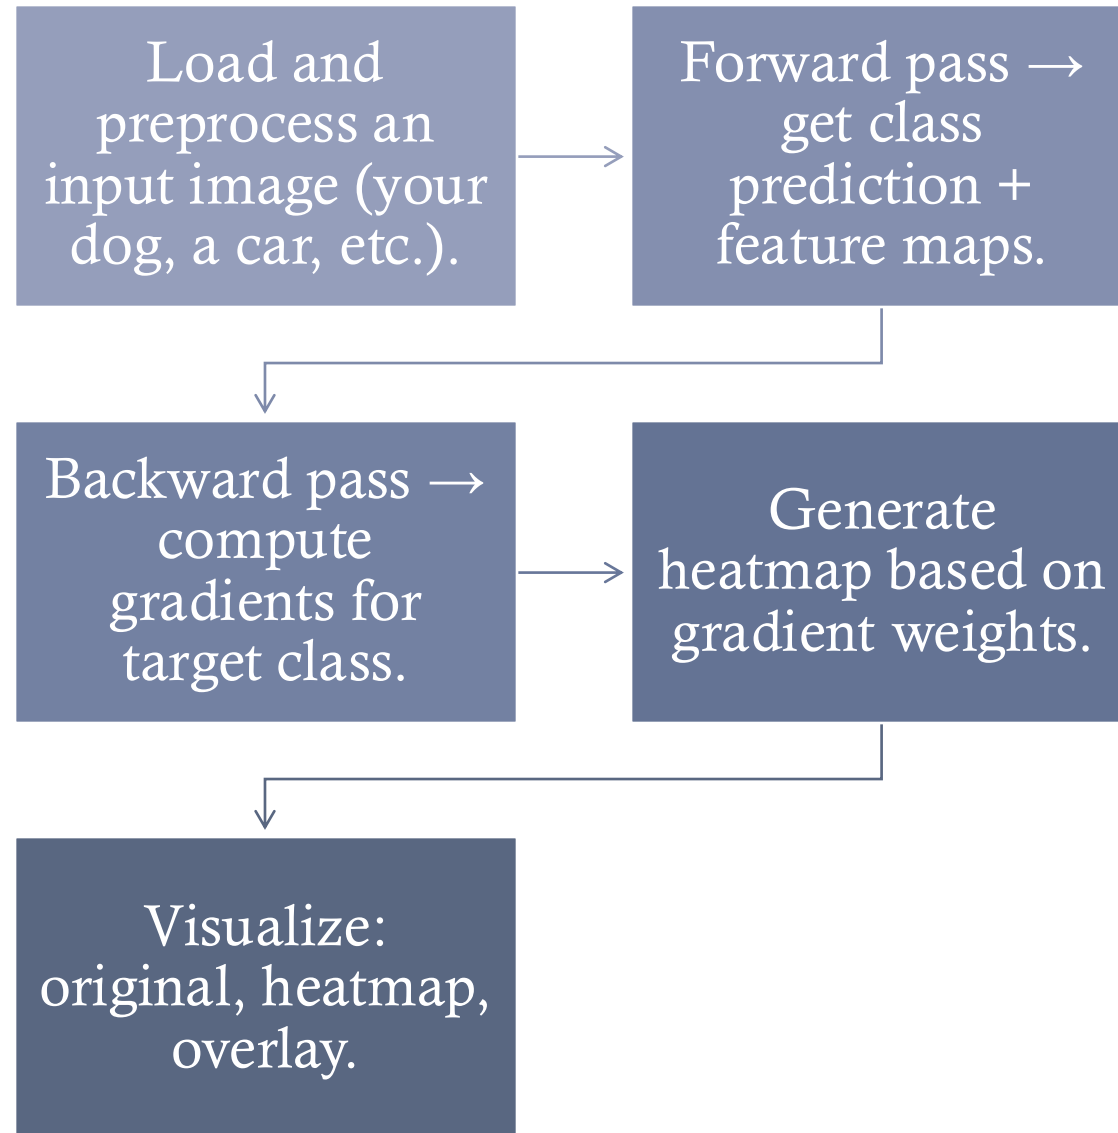 Load and
preprocess an
input image (your
dog, a car, etc.).
Forward pass →
get class
prediction +
feature maps.
Backward pass →
compute
gradients for
target class.
Generate
heatmap based on
gradient weights.
Visualize:
original, heatmap,
overlay.